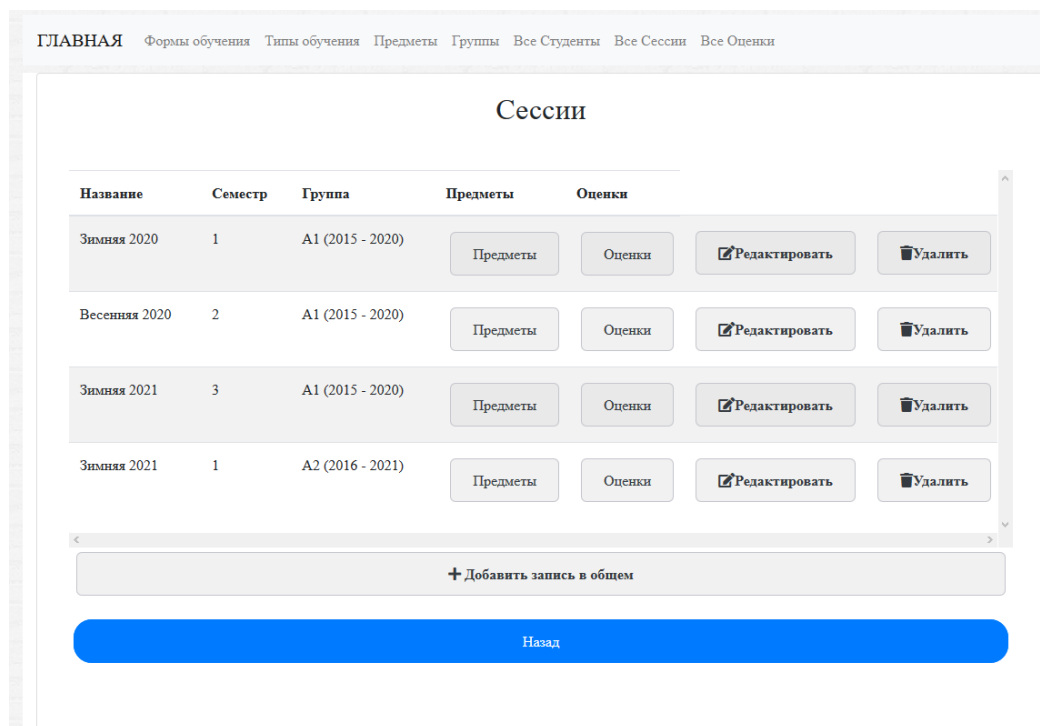 ГЛАВНАЯ Формы обучения Типы обучения Предметы Группы Все Студенты Все Сессии Все Оценки
Сессии
Название Семестр Группа Предметы Оценки
Зимняя 2020 1 А1 (2015 - 2020) Предметы Оценки Редактировать Удалить
Весенняя 2020 2 А1 (2015 - 2020) Предметы Оценки Редактировать Удалить
Зимняя 2021 3 А1 (2015 - 2020) Предметы Оценки Редактировать Удалить
Зимняя 2021 1 А2 (2016 - 2021) Предметы Оценки Редактировать Удалить
Добавить запись в общем
Назад